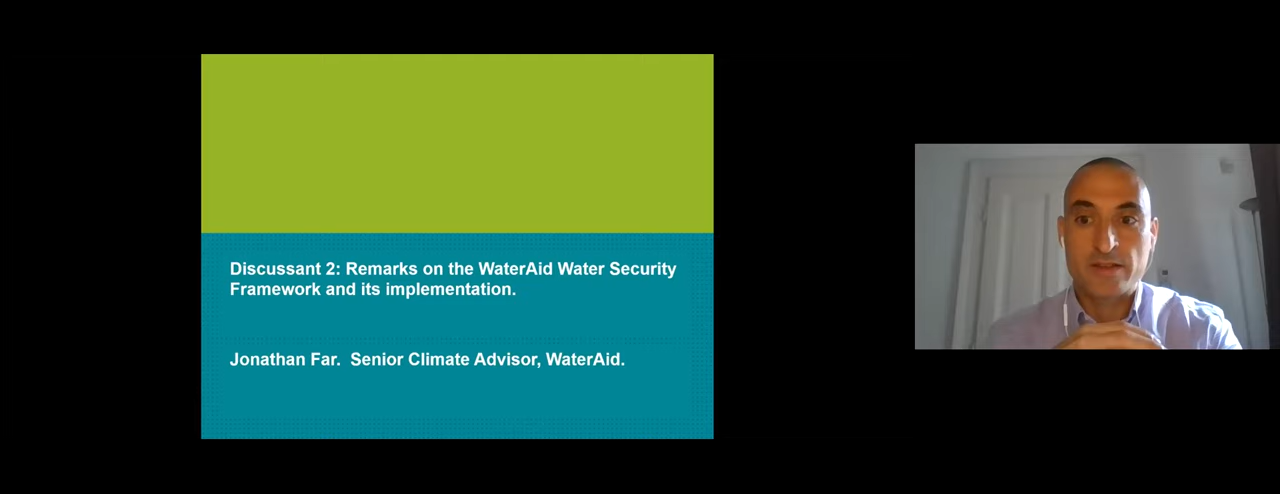 Discussant 2: Remarks on the WaterAid Water Security
Framework and its implementation.
Jonathan Far.  Senior Climate Advisor, WaterAid.